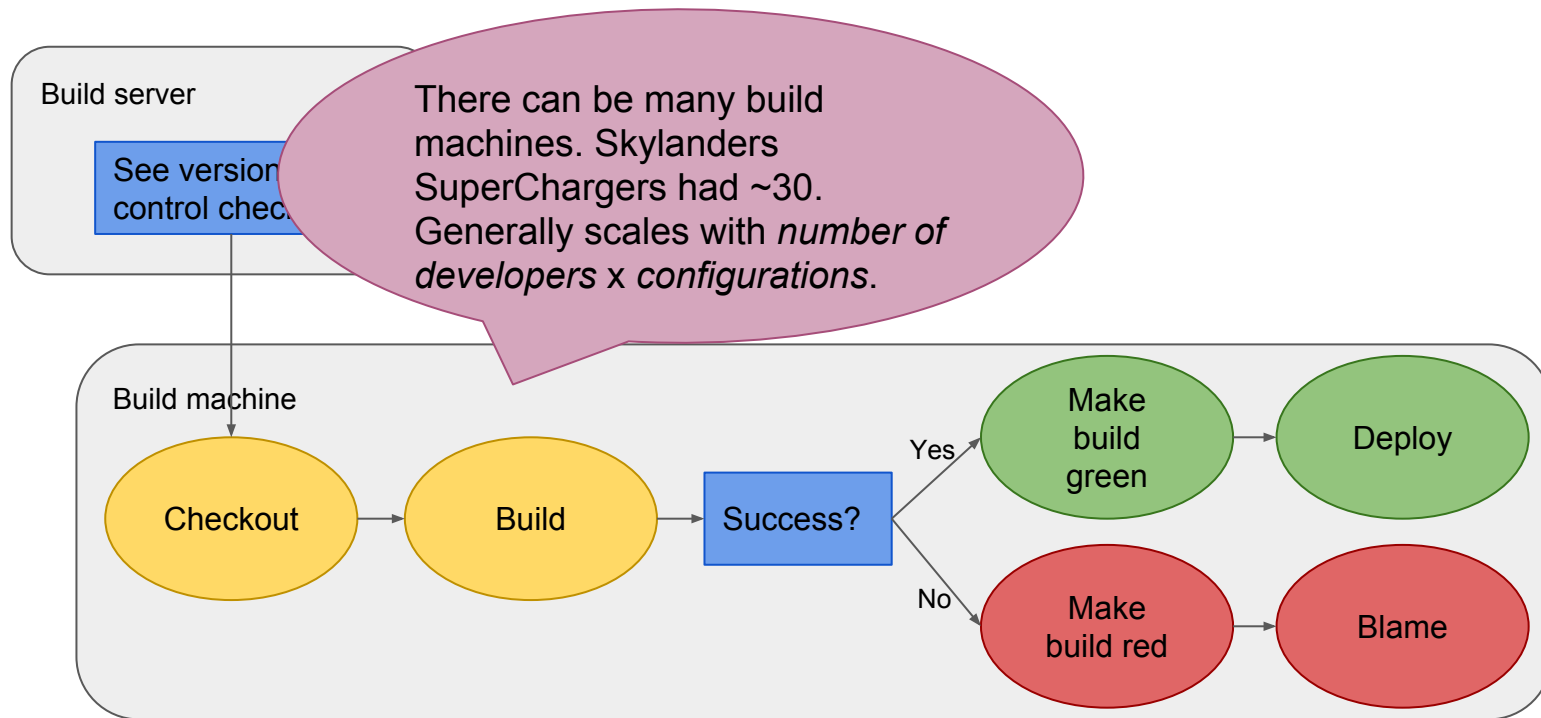 Build server
See version
control chec
There can be many build
machines. Skylanders
SuperChargers had ~30.
Generally scales with number of
developers x configurations.
Build machine
Checkout
Build
Success?
Yes
No
Make
build
green
Deploy
Make
build red
Blame